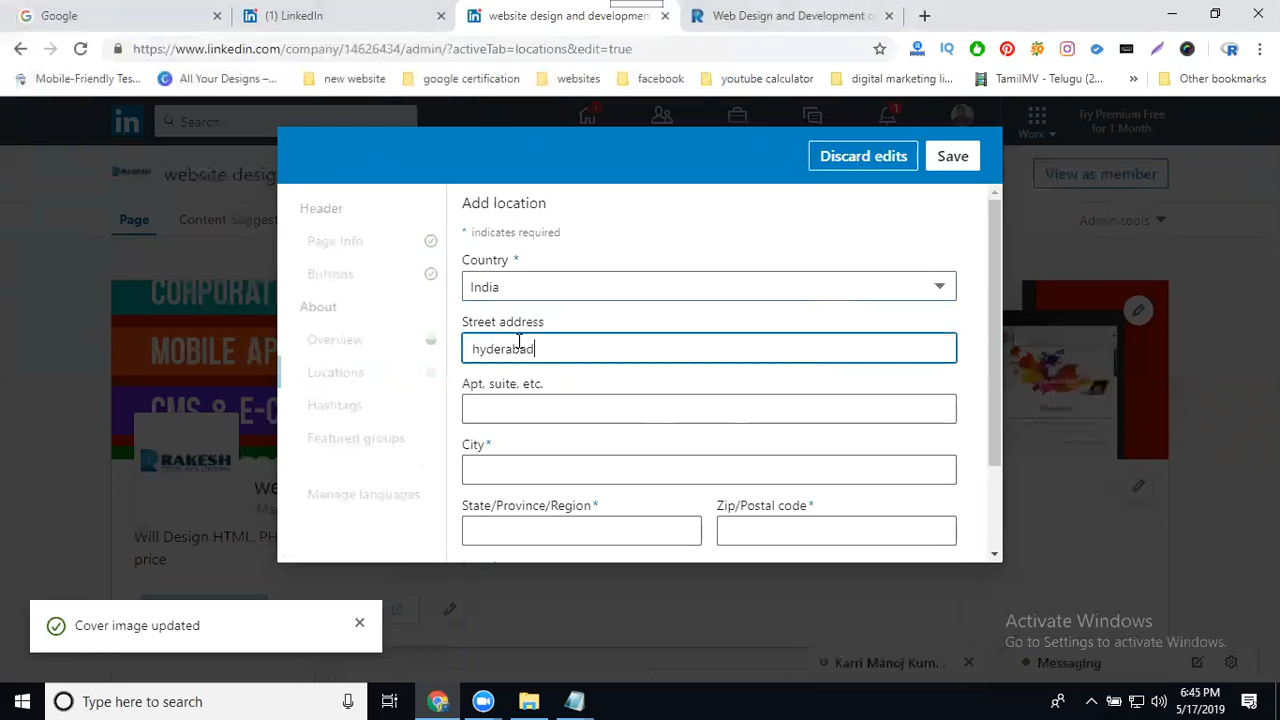 Google
(1) LinkedIn
website design and developmen
Web Design and Development c
https://www.linkedin.com/company/14626434/admin/?activeTab=locations&edit=true
Mobile-Friendly Tes...
All Your Designs –...
new website
google certification
websites
facebook
youtube calculator
digital marketing li...
TamilMV - Telugu (2...
Other bookmarks
Search
1
Work
Try Premium Free
for 1 Month
website desig
View as member
Page
Content Sugges
Admin tools
Discard edits
Save
Header
Page Info
Buttons
About
Overview
Locations
Hashtags
Featured groups
Manage languages
Add location
* indicates required
Country *
India
Street address
hyderabad
Apt, suite, etc.
City*
State/Province/Region*
Zip/Postal code*
CORPORAT
MOBILE AP
CMS & E-C
RAKESH
we
Will Design HTML, PH
price
Cover image updated
Activate Windows
Go to Settings to activate Windows.
Karri Manoj Kum...
Messaging
Type here to search
6:45 PM
5/17/2019